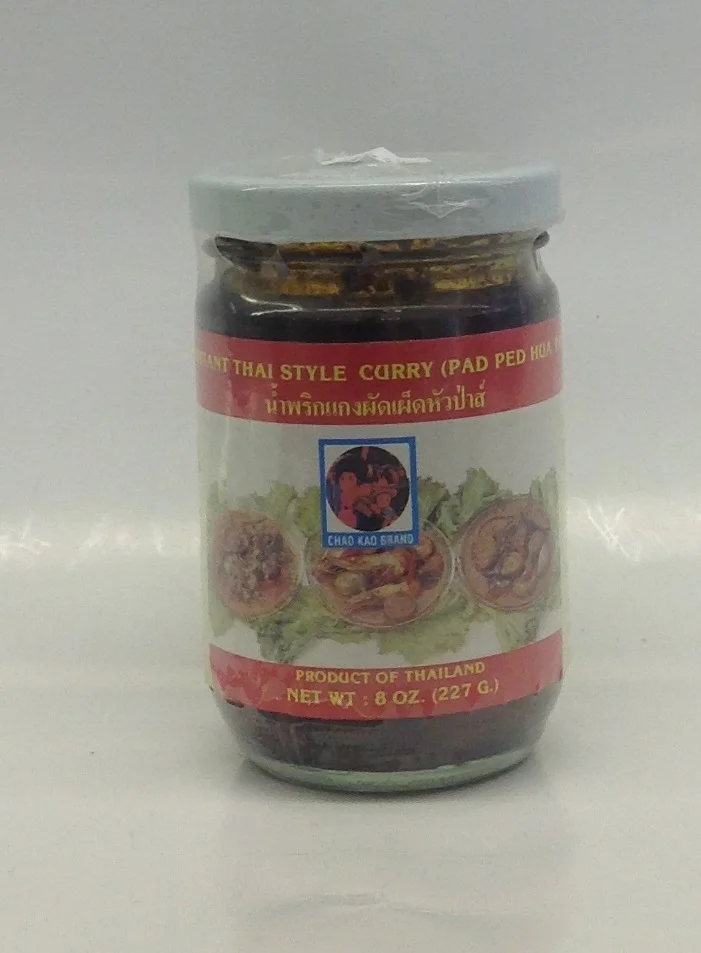 THAI STYLE CURRY (PAD PED HUA
น้ำพริกแกงผัดเผ็ดหัวป่าส์
CHAO KAO BRAND
PRODUCT OF THAILAND
NET WT : 8 OZ. (227 G.)